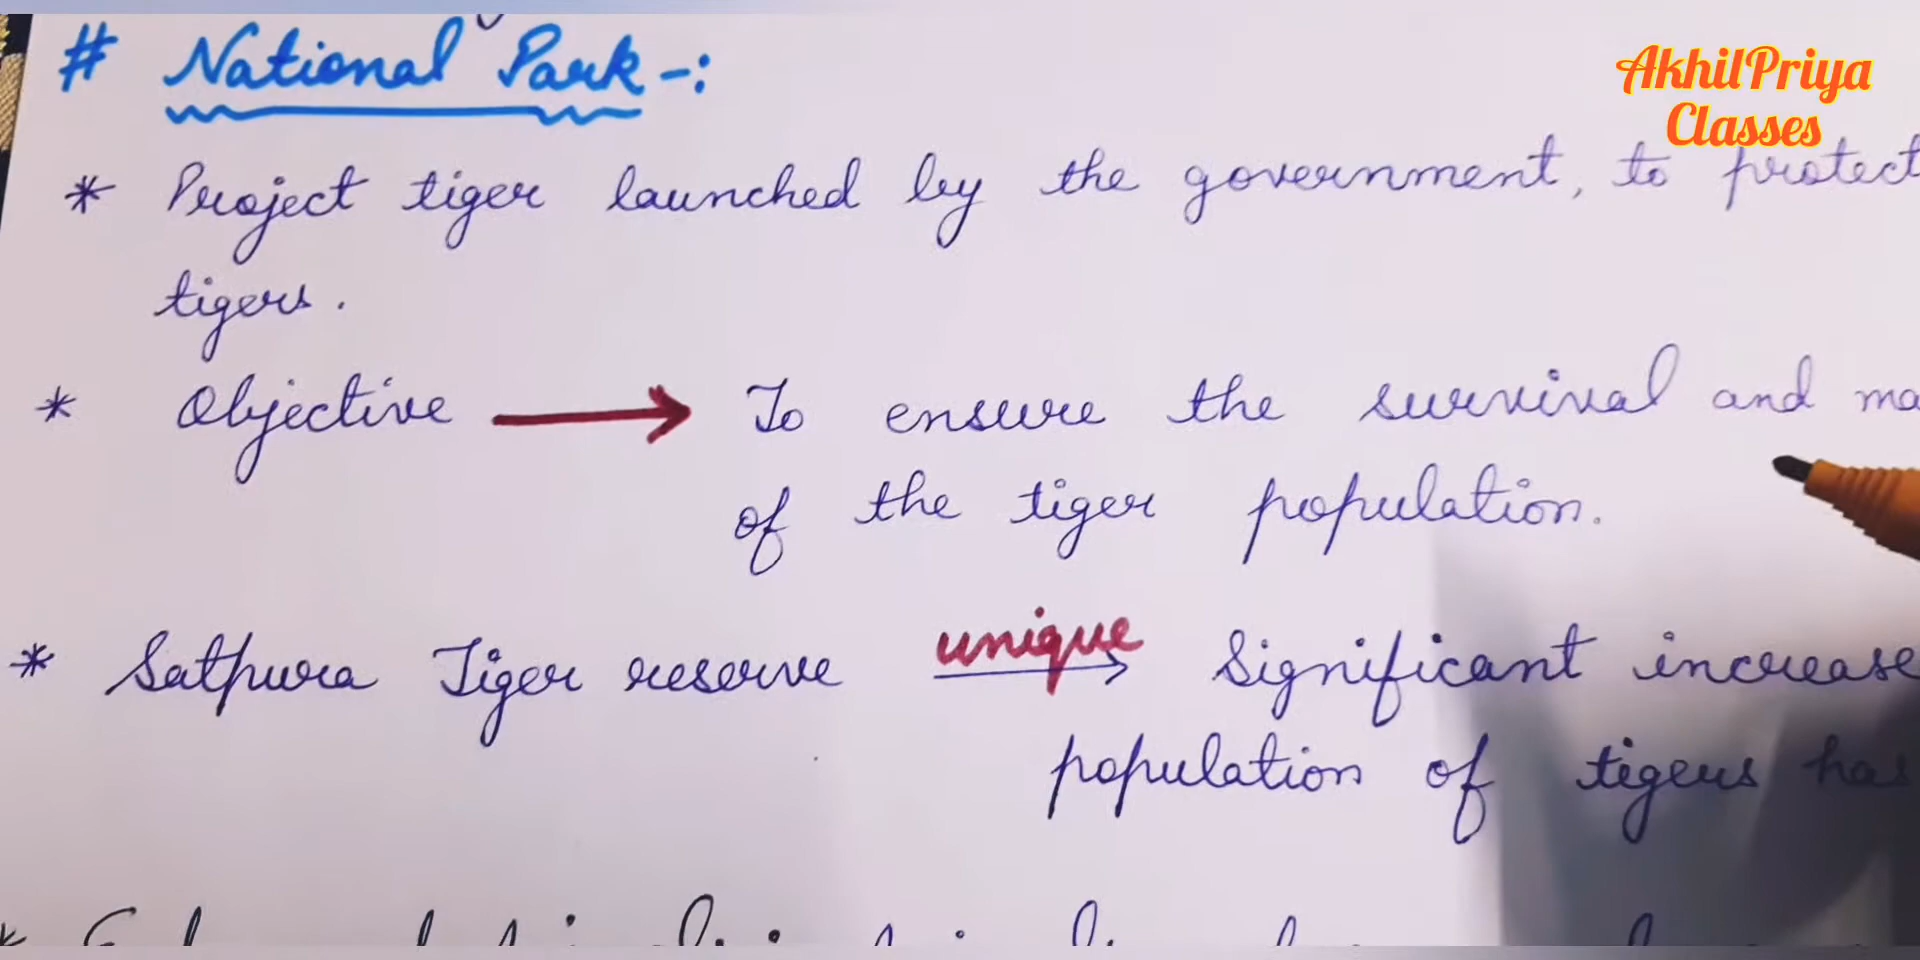 # National Park -:
AkhilPriya
Classes
* Project tiger launched by the government, to protect
tigers.
* Objective → To ensure the survival and
of the tiger population.
* Satpura Tiger reserve unique → Significant increase
population of tigers has